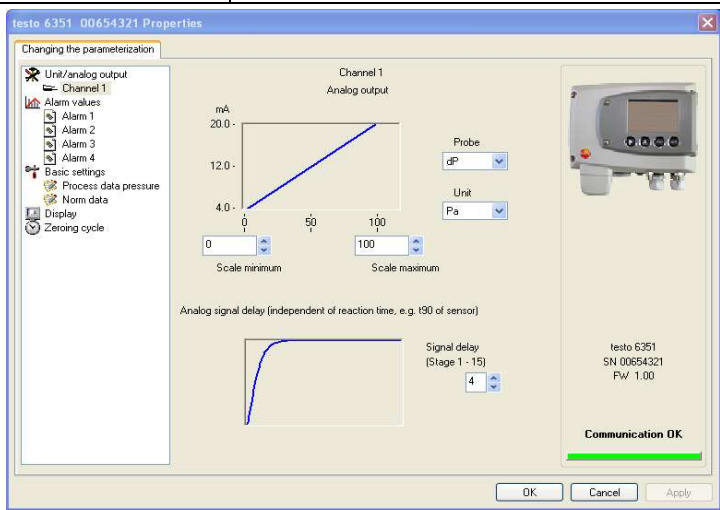 testo 6351 00654321 Properties
Changing the parameterization
Unit/analog output
Channel 1
Alarm values
Alarm 1
Alarm 2
Alarm 3
Alarm 4
Basic settings
Process data pressure
Norm data
Display
Zeroing cycle
Channel 1
Analog output
mA
20.0 -
12.0 -
4.0 -
0 50 100
0 100
Scale minimum Scale maximum
Probe
dP
Unit
Pa
Analog signal delay (independent of reaction time, e.g. t90 of sensor)
Signal delay
(Stage 1 - 15)
4
testo 6351
SN 00654321
FW 1.00
Communication OK
OK Cancel Apply